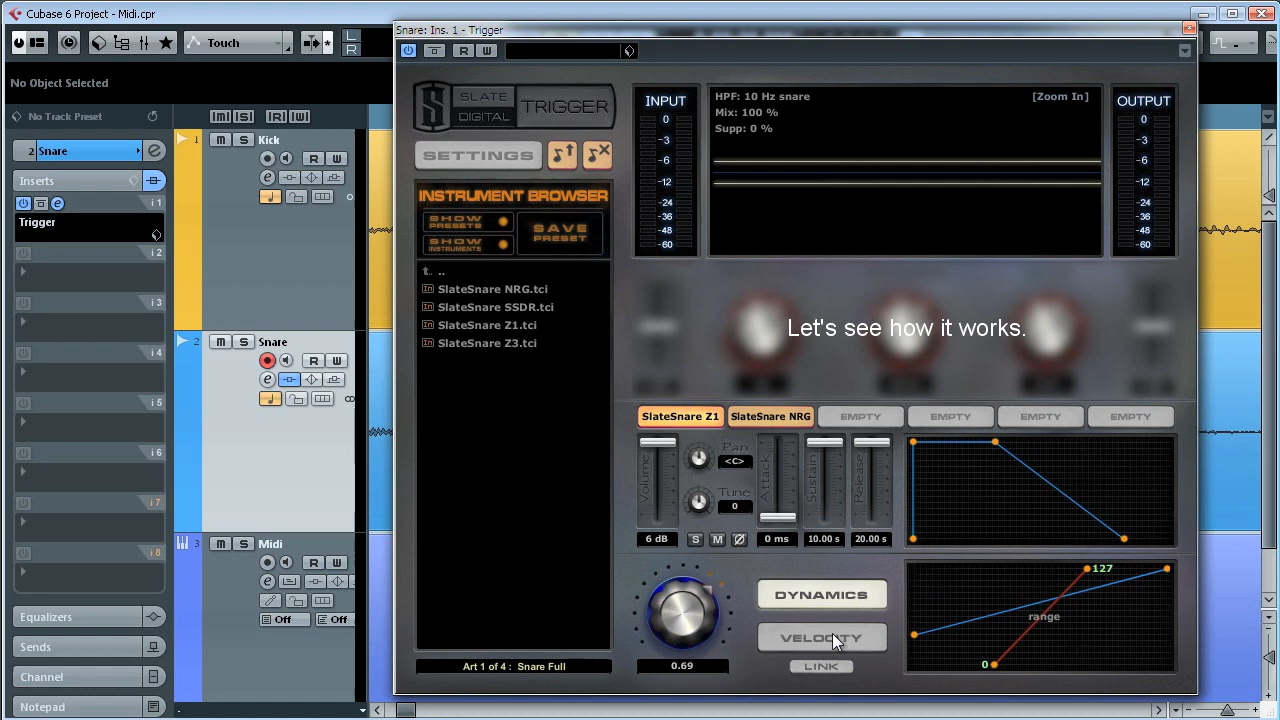 Cubase 6 Project - Midi.cpr
Touch
L
R
No Object Selected
No Track Preset
2 Snare
Inserts
i 1
Trigger
i 2
i 3
i 4
i 5
i 6
i 7
i 8
Equalizers
Sends
Channel
Notepad
M S R W
1 M S Kick
R W
e
2 M S Snare
R W
e
3 M S Midi
R W
e
Off Off
Snare: Ins. 1 - Trigger
R W
SLATE DIGITAL TRIGGER
SETTINGS
INSTRUMENT BROWSER
SHOW PRESETS
SHOW INSTRUMENTS
SAVE PRESET
..
SlateSnare NRG.tci
SlateSnare SSDR.tci
SlateSnare Z1.tci
SlateSnare Z3.tci
Art 1 of 4 : Snare Full
INPUT
0
-3
-6
-12
-24
-36
-48
-60
HPF: 10 Hz snare
[Zoom In]
Mix: 100 %
Supp: 0 %
OUTPUT
0
-3
-6
-12
-24
-36
-48
-60
Let's see how it works.
SlateSnare Z1 SlateSnare NRG EMPTY EMPTY EMPTY EMPTY
Volume
Pan
<C>
Tune
0
Attack
Sustain
Release
6 dB S M Ø 0 ms 10.00 s 20.00 s
DYNAMICS
VELOCITY
LINK
0.69
127
range
0